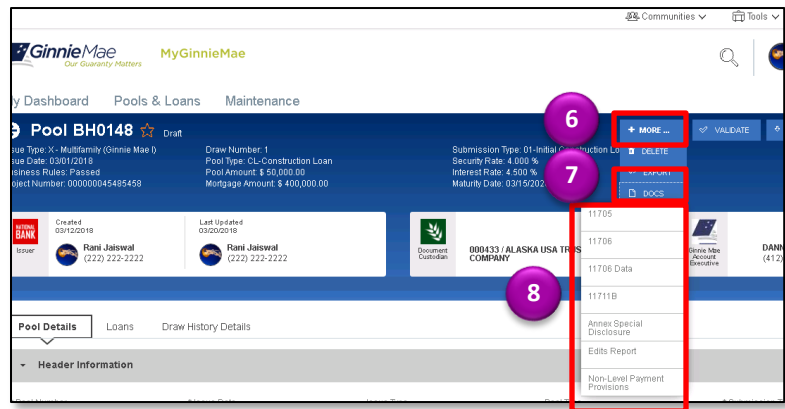 Communities
Tools
GinnieMae
Our Guaranty Matters
MyGinnieMae
y Dashboard
Pools & Loans
Maintenance
6
+ MORE ...
VALIDATE
Pool BH0148
Draft
DELETE
sue Type: X - Multifamily (Ginnie Mae I)
Draw Number: 1
Submission Type: 01-Initial Construction Lo
sue Date: 03/01/2018
Pool Type: CL-Construction Loan
Security Rate: 4.000 %
7
EXPORT
usiness Rules: Passed
Pool Amount: $ 50,000.00
Interest Rate: 4.500 %
oject Number: 000000045485458
Mortgage Amount: $ 400,000.00
Maturity Date: 03/15/202
DOCS
NATIONAL
BANK
Issuer
Created
03/12/2018
Rani Jaiswal
(222) 222-2222
Last Updated
03/20/2018
Rani Jaiswal
(222) 222-2222
Document
Custodian
000433 / ALASKA USA TRUS
COMPANY
Ginnie Mae
Account
Executive
DANN
(412)
8
11705
11706
11706 Data
11711B
Annex Special
Disclosure
Edits Report
Non-Level Payment
Provisions
Pool Details
Loans
Draw History Details
Header Information